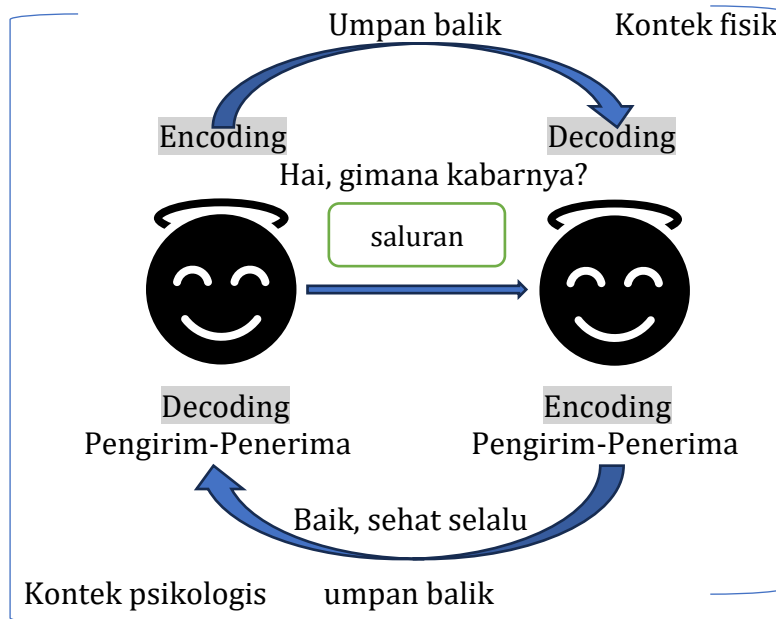 Umpan balik
Kontek fisik
Encoding
Decoding
Hai, gimana kabarnya?
saluran
Decoding
Encoding
Pengirim-Penerima
Pengirim-Penerima
Baik, sehat selalu
Kontek psikologis
umpan balik